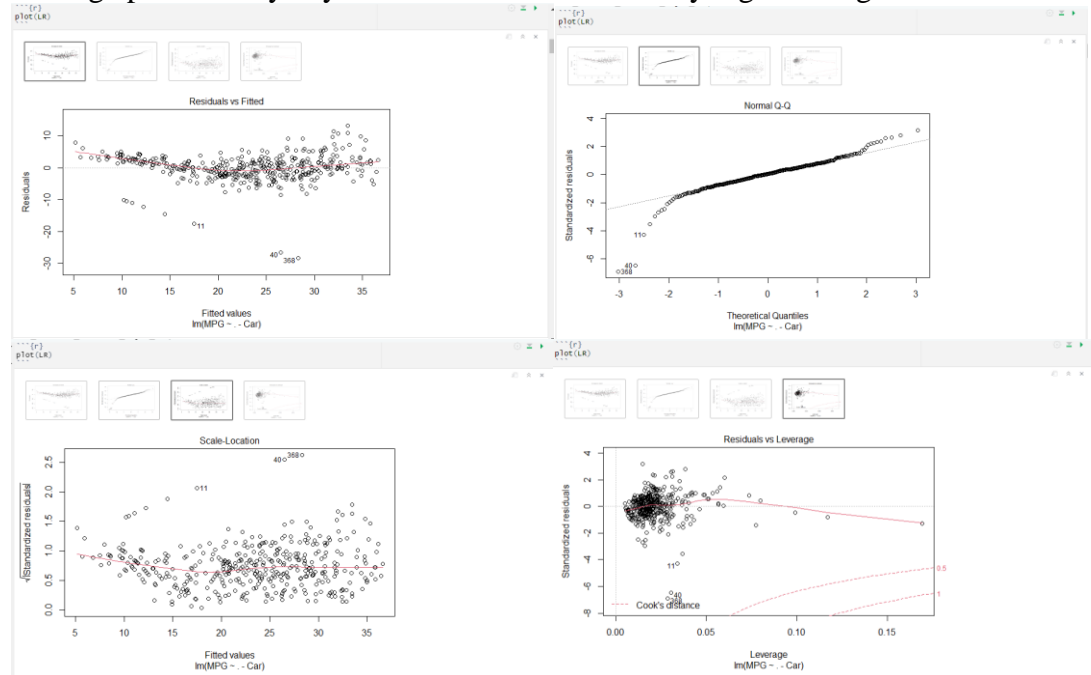 ```{r}
plot(LR)
```
Residuals vs Fitted
Residuals
10
0
-10
-20
-30
11
40
368
5 10 15 20 25 30 35
Fitted values
lm(MPG ~ . - Car)
```{r}
plot(LR)
```
Normal Q-Q
Standardized residuals
4
2
0
-2
-4
-6
11
40
368
-3 -2 -1 0 1 2 3
Theoretical Quantiles
lm(MPG ~ . - Car)
```{r}
plot(LR)
```
Scale-Location
√|Standardized residuals|
2.5
2.0
1.5
1.0
0.5
0.0
368
40
11
5 10 15 20 25 30 35
Fitted values
lm(MPG ~ . - Car)
```{r}
plot(LR)
```
Residuals vs Leverage
Standardized residuals
4
2
0
-2
-4
-6
-8
11
40
368
0.5
1
Cook's distance
0.00 0.05 0.10 0.15
Leverage
lm(MPG ~ . - Car)